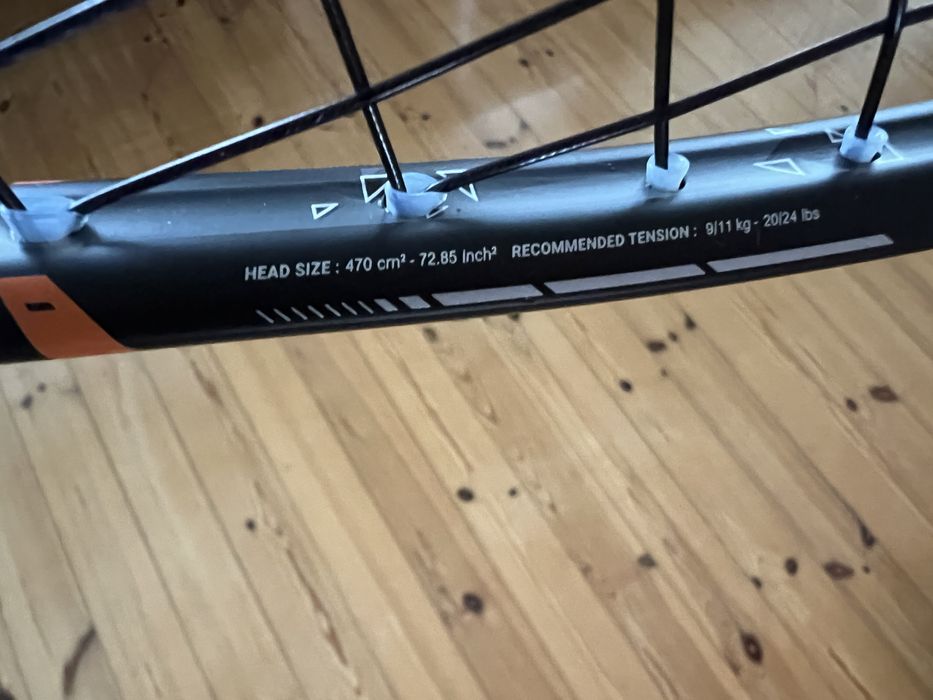 HEAD SIZE : 470 cm² - 72.85 Inch² RECOMMENDED TENSION : 9/11 kg - 20/24 lbs